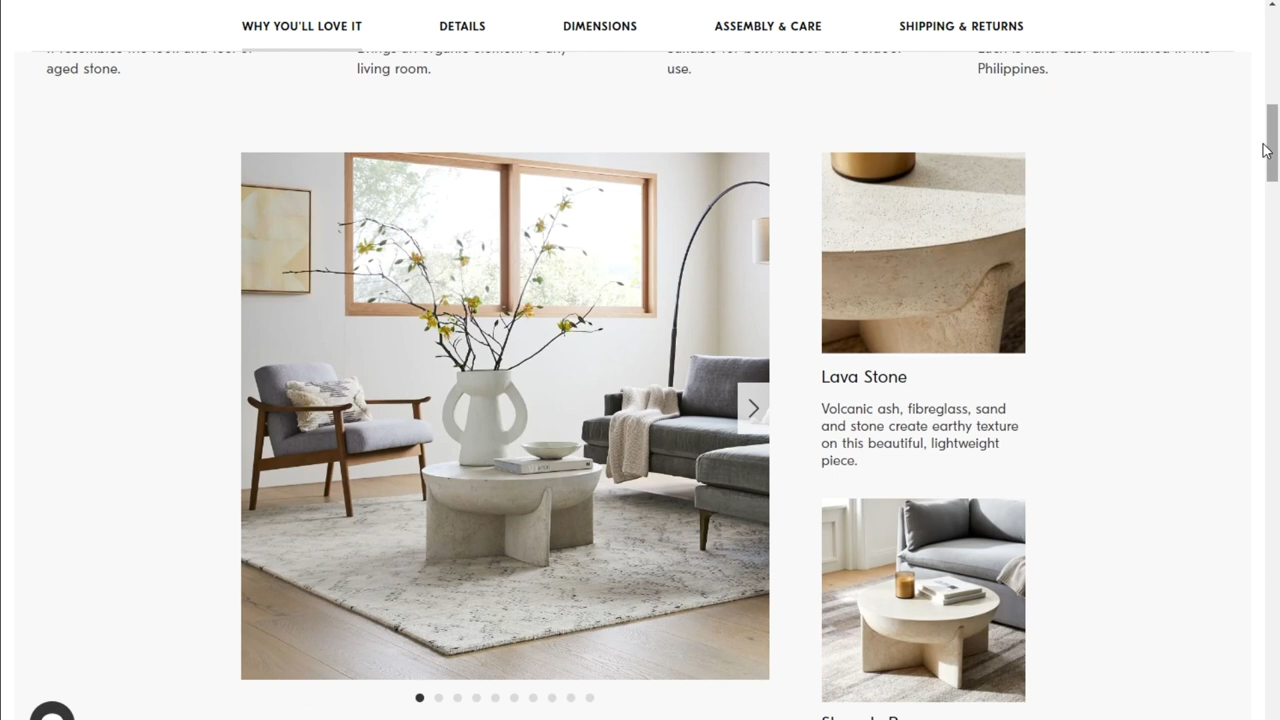 WHY YOU'LL LOVE IT
DETAILS
DIMENSIONS
ASSEMBLY & CARE
SHIPPING & RETURNS
aged stone.
living room.
use.
Philippines.
Lava Stone
Volcanic ash, fibreglass, sand
and stone create earthy texture
on this beautiful, lightweight
piece.